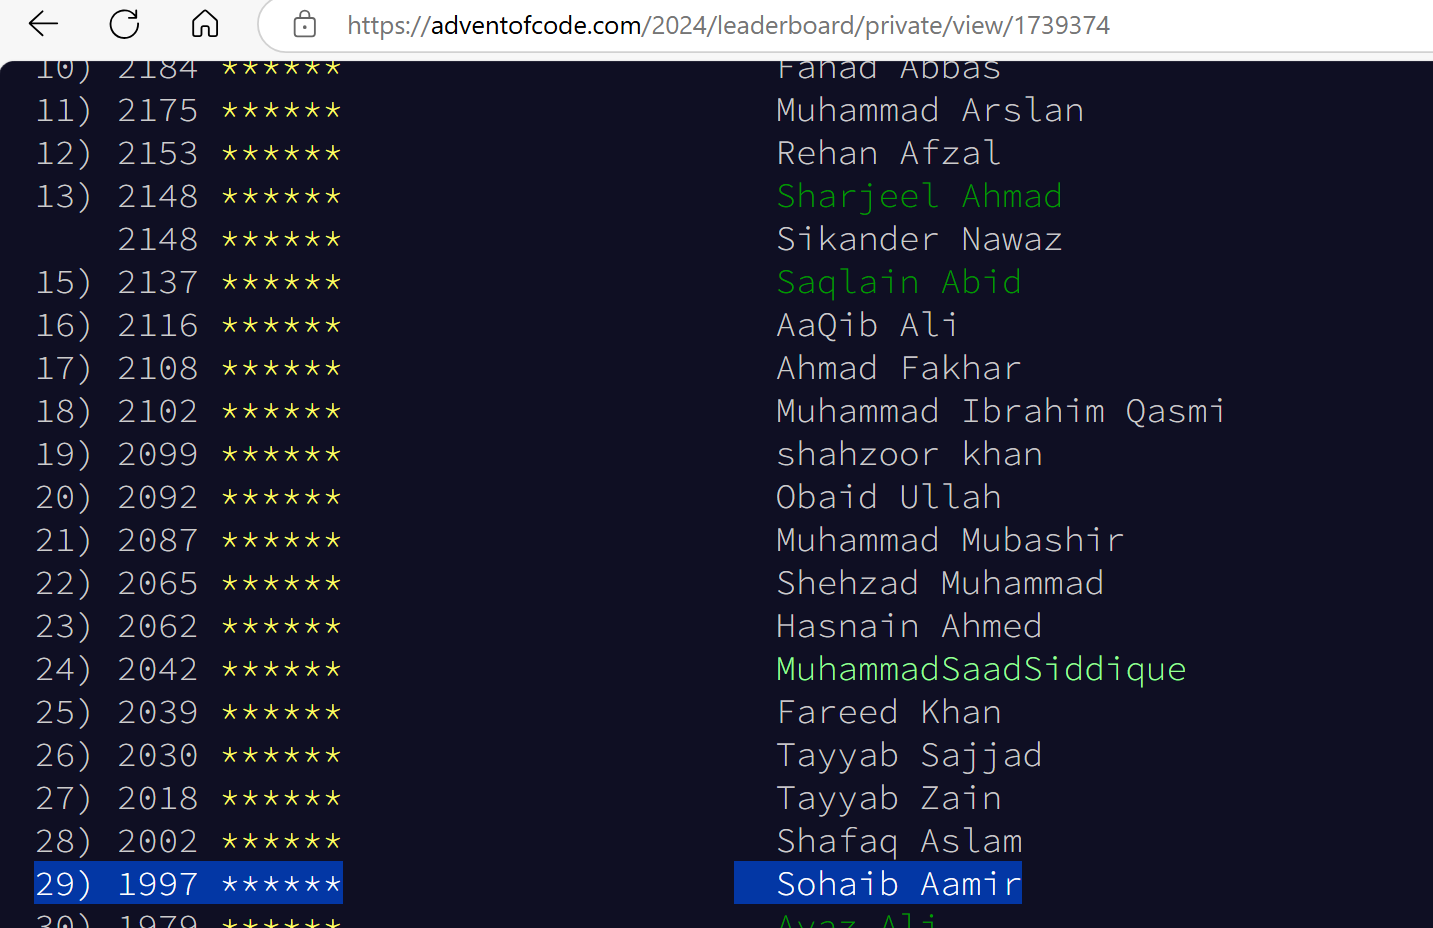 https://adventofcode.com/2024/leaderboard/private/view/1739374
10) 2184 ****** Fahad Abbas
11) 2175 ****** Muhammad Arslan
12) 2153 ****** Rehan Afzal
13) 2148 ****** Sharjeel Ahmad
2148 ****** Sikander Nawaz
15) 2137 ****** Saqlain Abid
16) 2116 ****** AaQib Ali
17) 2108 ****** Ahmad Fakhar
18) 2102 ****** Muhammad Ibrahim Qasmi
19) 2099 ****** shahzoor khan
20) 2092 ****** Obaid Ullah
21) 2087 ****** Muhammad Mubashir
22) 2065 ****** Shehzad Muhammad
23) 2062 ****** Hasnain Ahmed
24) 2042 ****** MuhammadSaadSiddique
25) 2039 ****** Fareed Khan
26) 2030 ****** Tayyab Sajjad
27) 2018 ****** Tayyab Zain
28) 2002 ****** Shafaq Aslam
29) 1997 ****** Sohaib Aamir
30) 1979 ****** Ayaz Ali